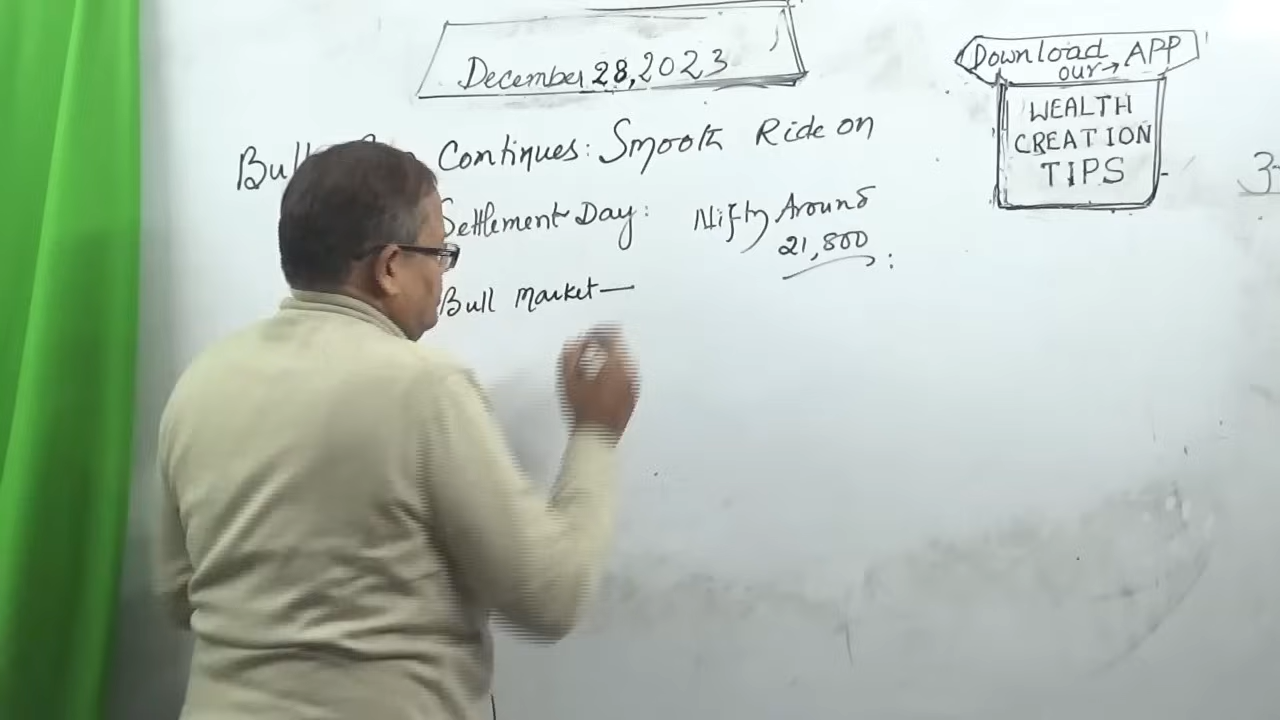 December 28, 2023
Download
our → APP
WEALTH
CREATION
TIPS
Continues: Smooth Ride on
Settlement Day: Nifty Around
21,800:
Bull Market —